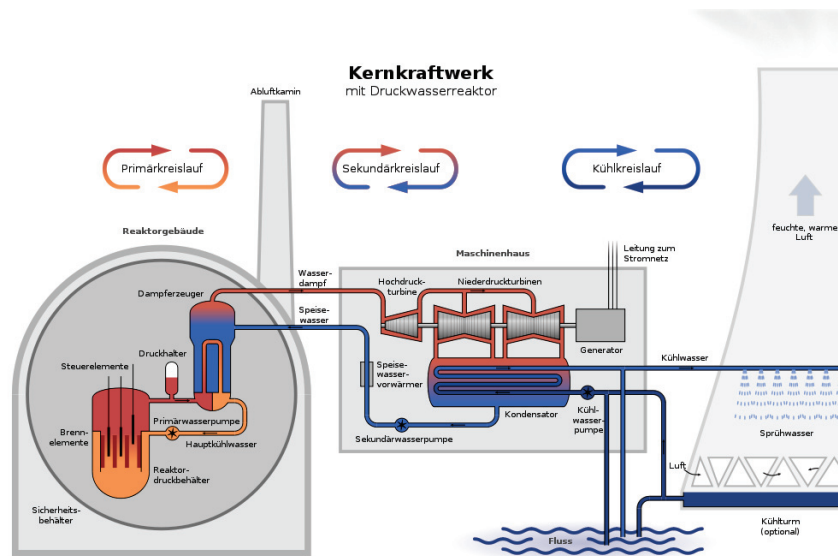 Kernkraftwerk
mit Druckwasserreaktor
Abluftkamin
Primärkreislauf
Sekundärkreislauf
Kühlkreislauf
Reaktorgebäude
Maschinenhaus
Leitung zum
Stromnetz
feuchte, warme
Luft
Wasser-
dampf
Hochdruck-
turbine
Niederdruckturbinen
Dampferzeuger
Speise-
wasser
Generator
Kühlwasser
Druckhalter
Steuerelemente
Speise-
wasser-
vorwärmer
Kondensator
Kühl-
wasser-
pumpe
Primärwasserpumpe
Brenn-
elemente
Hauptkühlwasser
Sekundärwasserpumpe
Sprühwasser
Reaktor-
druckbehälter
Luft
Sicherheits-
behälter
Fluss
Kühlturm
(optional)